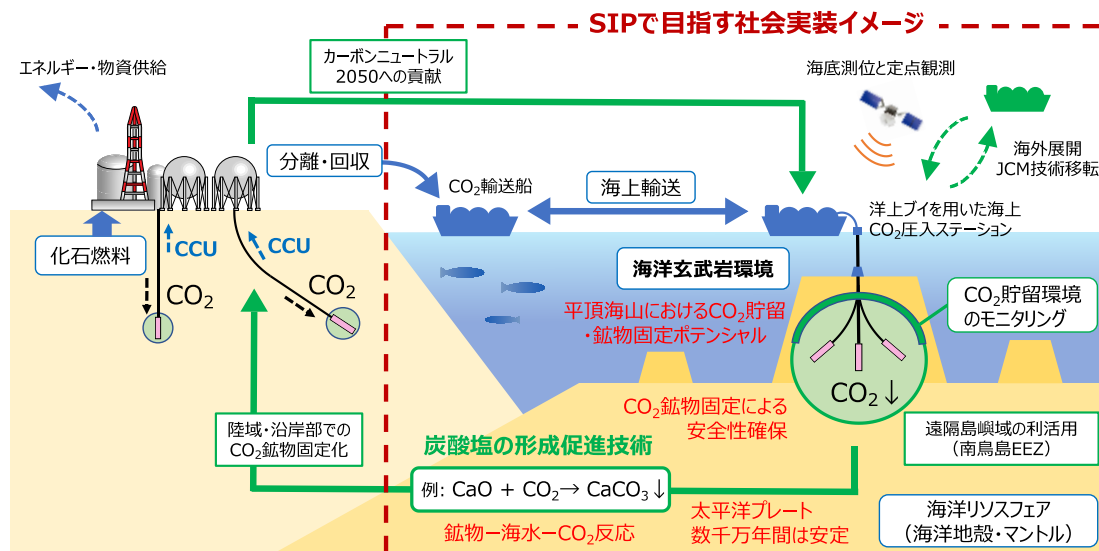 SIPで目指す社会実装イメージ
カーボンニュートラル
2050への貢献
エネルギー・物資供給
海底測位と定点観測
海外展開
JCM技術移転
分離・回収
CO₂輸送船
海上輸送
洋上ブイを用いた海上
CO₂圧入ステーション
化石燃料
CCU
CCU
CO₂
CO₂
海洋玄武岩環境
平頂海山におけるCO₂貯留
・鉱物固定ポテンシャル
CO₂貯留環境
のモニタリング
CO₂↓
CO₂鉱物固定による
安全性確保
陸域・沿岸部での
CO₂鉱物固定化
炭酸塩の形成促進技術
例: CaO + CO₂→ CaCO₃↓
鉱物ー海水ーCO₂反応
太平洋プレート
数千万年間は安定
遠隔島嶼域の利活用
（南鳥島EEZ）
海洋リソスフェア
（海洋地殻・マントル）